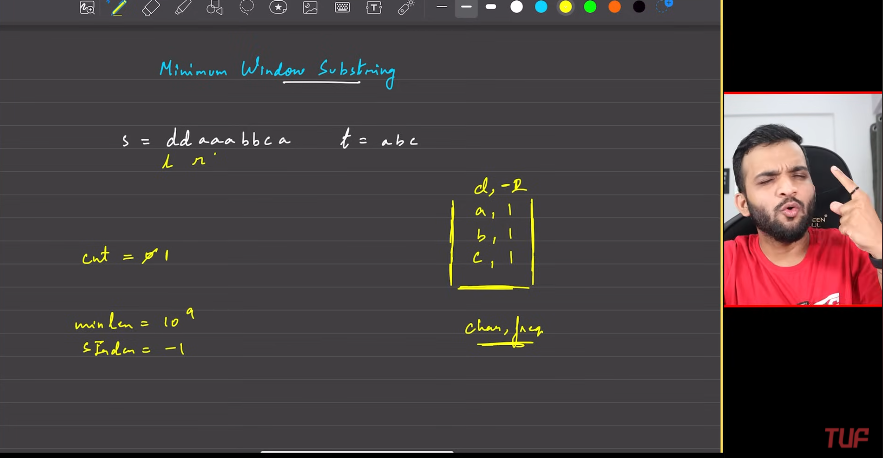 Minimum Window Substring
s = ddaaabbca t = abc
l r
d, -2
a, 1
b, 1
c, 1
cnt = 0 1
minLen = 10^9
sIndex = -1
char, freq
TUF